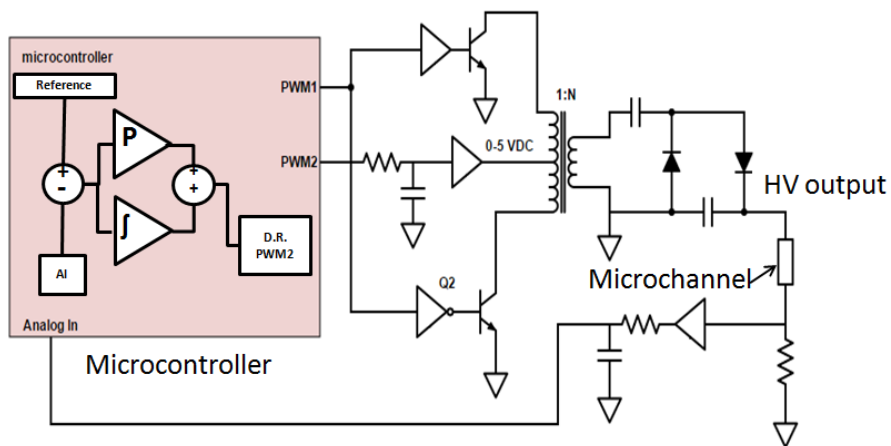 microcontroller
Reference
P
PWM1
1:N
+
-
+
+
∫
PWM2
0-5 VDC
HV output
D.R.
PWM2
AI
Q2
Microchannel
Analog In
Microcontroller